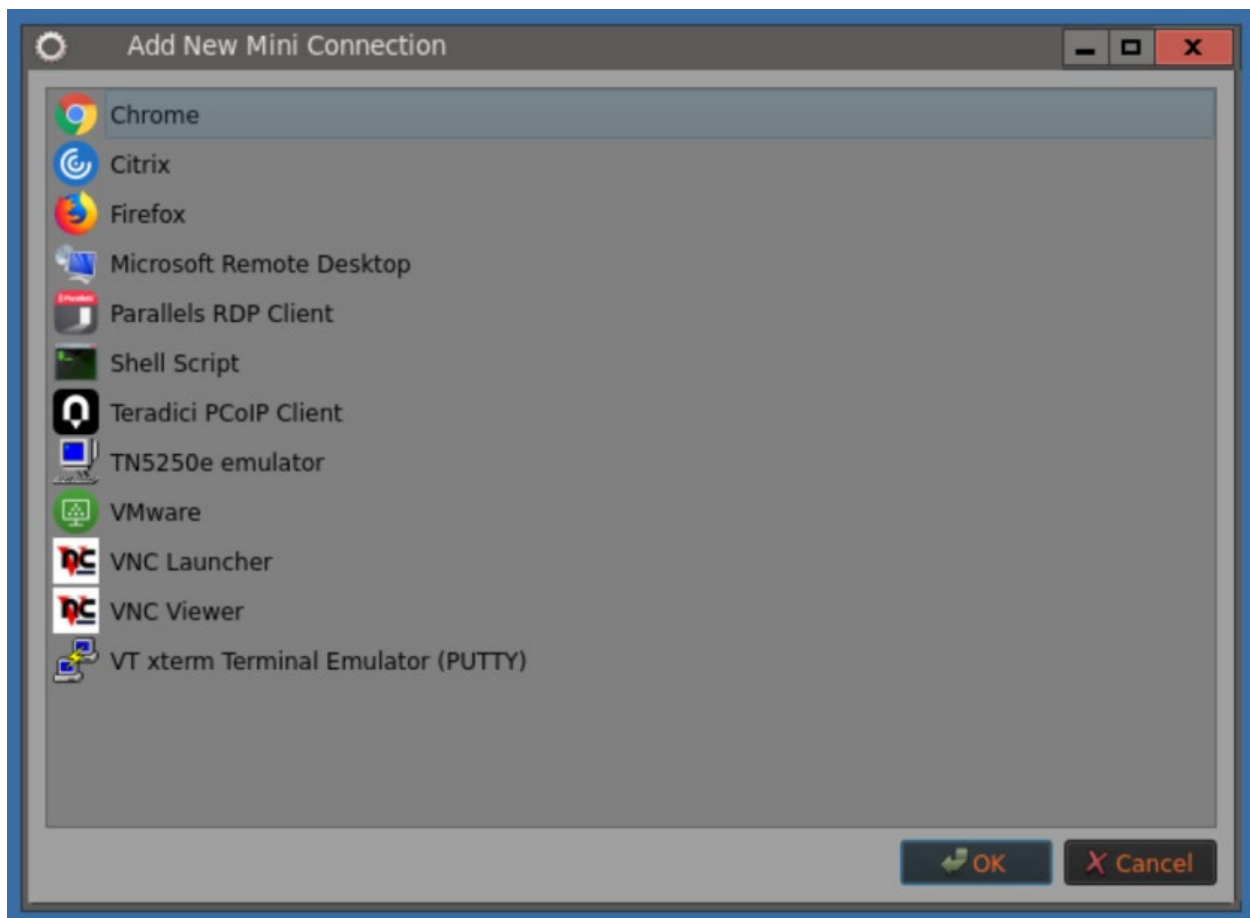 Add New Mini Connection
Chrome
Citrix
Firefox
Microsoft Remote Desktop
Parallels RDP Client
Shell Script
Teradici PCoIP Client
TN5250e emulator
VMware
VNC Launcher
VNC Viewer
VT xterm Terminal Emulator (PUTTY)
OK
Cancel